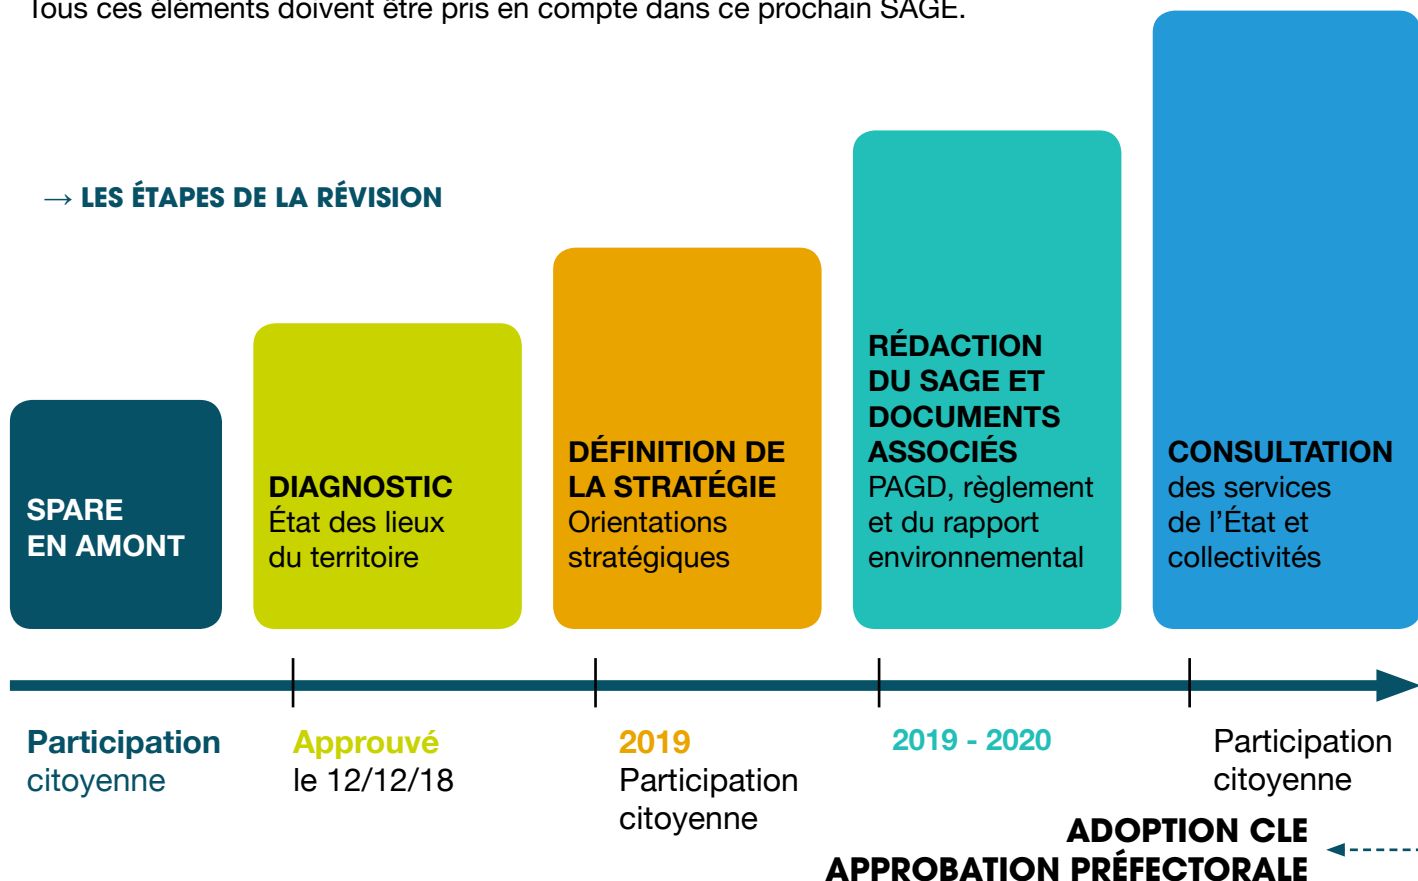 Tous ces éléments doivent être pris en compte dans ce prochain SAGE.
→ LES ÉTAPES DE LA RÉVISION
SPARE
EN AMONT
DIAGNOSTIC
État des lieux
du territoire
DÉFINITION DE
LA STRATÉGIE
Orientations
stratégiques
RÉDACTION
DU SAGE ET
DOCUMENTS
ASSOCIÉS
PAGD, règlement
et du rapport
environnemental
CONSULTATION
des services
de l’État et
collectivités
Participation
citoyenne
Approuvé
le 12/12/18
2019
Participation
citoyenne
2019 - 2020
Participation
citoyenne
ADOPTION CLE
APPROBATION PRÉFECTORALE